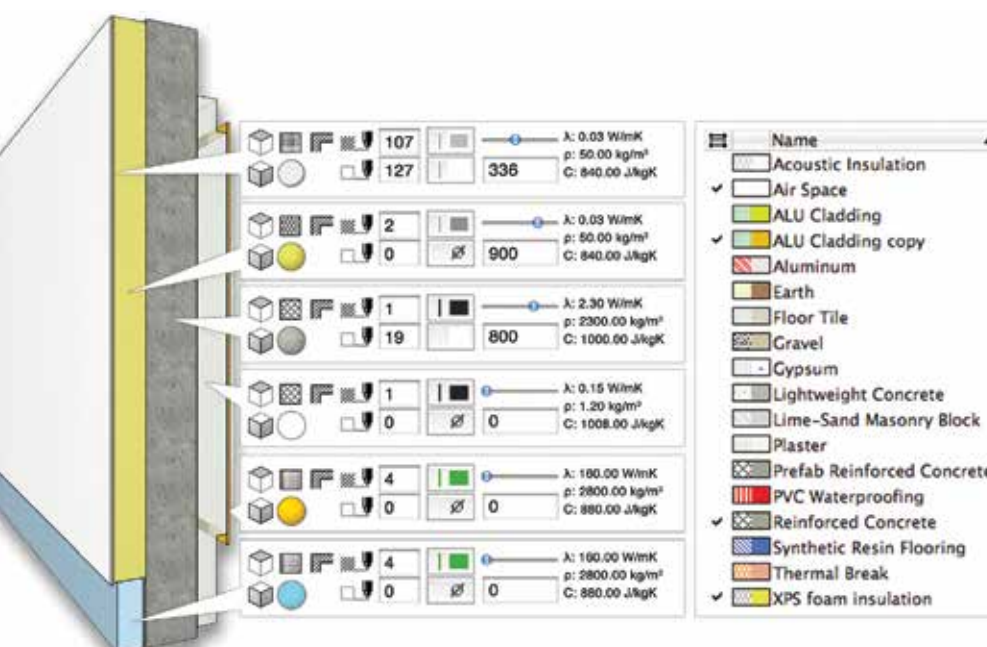 107
λ: 0.03 W/mK
ρ: 50.00 kg/m³
127
336
C: 840.00 J/kgK
2
λ: 0.03 W/mK
ρ: 50.00 kg/m³
0
Ø
900
C: 840.00 J/kgK
1
λ: 2.30 W/mK
ρ: 2300.00 kg/m³
19
800
C: 1000.00 J/kgK
1
λ: 0.15 W/mK
ρ: 1.20 kg/m³
0
Ø
0
C: 1008.00 J/kgK
4
λ: 160.00 W/mK
ρ: 2800.00 kg/m³
0
Ø
0
C: 880.00 J/kgK
4
λ: 160.00 W/mK
ρ: 2800.00 kg/m³
0
Ø
0
C: 880.00 J/kgK
Name
Acoustic Insulation
Air Space
ALU Cladding
ALU Cladding copy
Aluminum
Earth
Floor Tile
Gravel
Gypsum
Lightweight Concrete
Lime-Sand Masonry Block
Plaster
Prefab Reinforced Concrete
PVC Waterproofing
Reinforced Concrete
Synthetic Resin Flooring
Thermal Break
XPS foam insulation